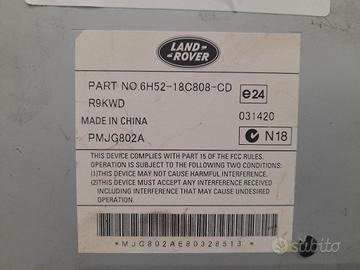 LAND
ROVER
PART NO.6H52-18C808-CD
e24
R9KWD
031420
MADE IN CHINA
PMJG802A
N18
THIS DEVICE COMPLIES WITH PART 15 OF THE FCC RULES.
OPERATION IS SUBJECT TO THE FOLLOWING TWO CONDITIONS:
(1)THIS DEVICE MAY NOT CAUSE HARMFUL INTERFERENCE.
(2)THIS DEVICE MUST ACCEPT ANY INTERFERENCE RECEIVED
INCLUDING INTERFERENCE THAT MAY CAUSE UNDESIRED
OPERATION.
*MJG802AE80328513*
subito